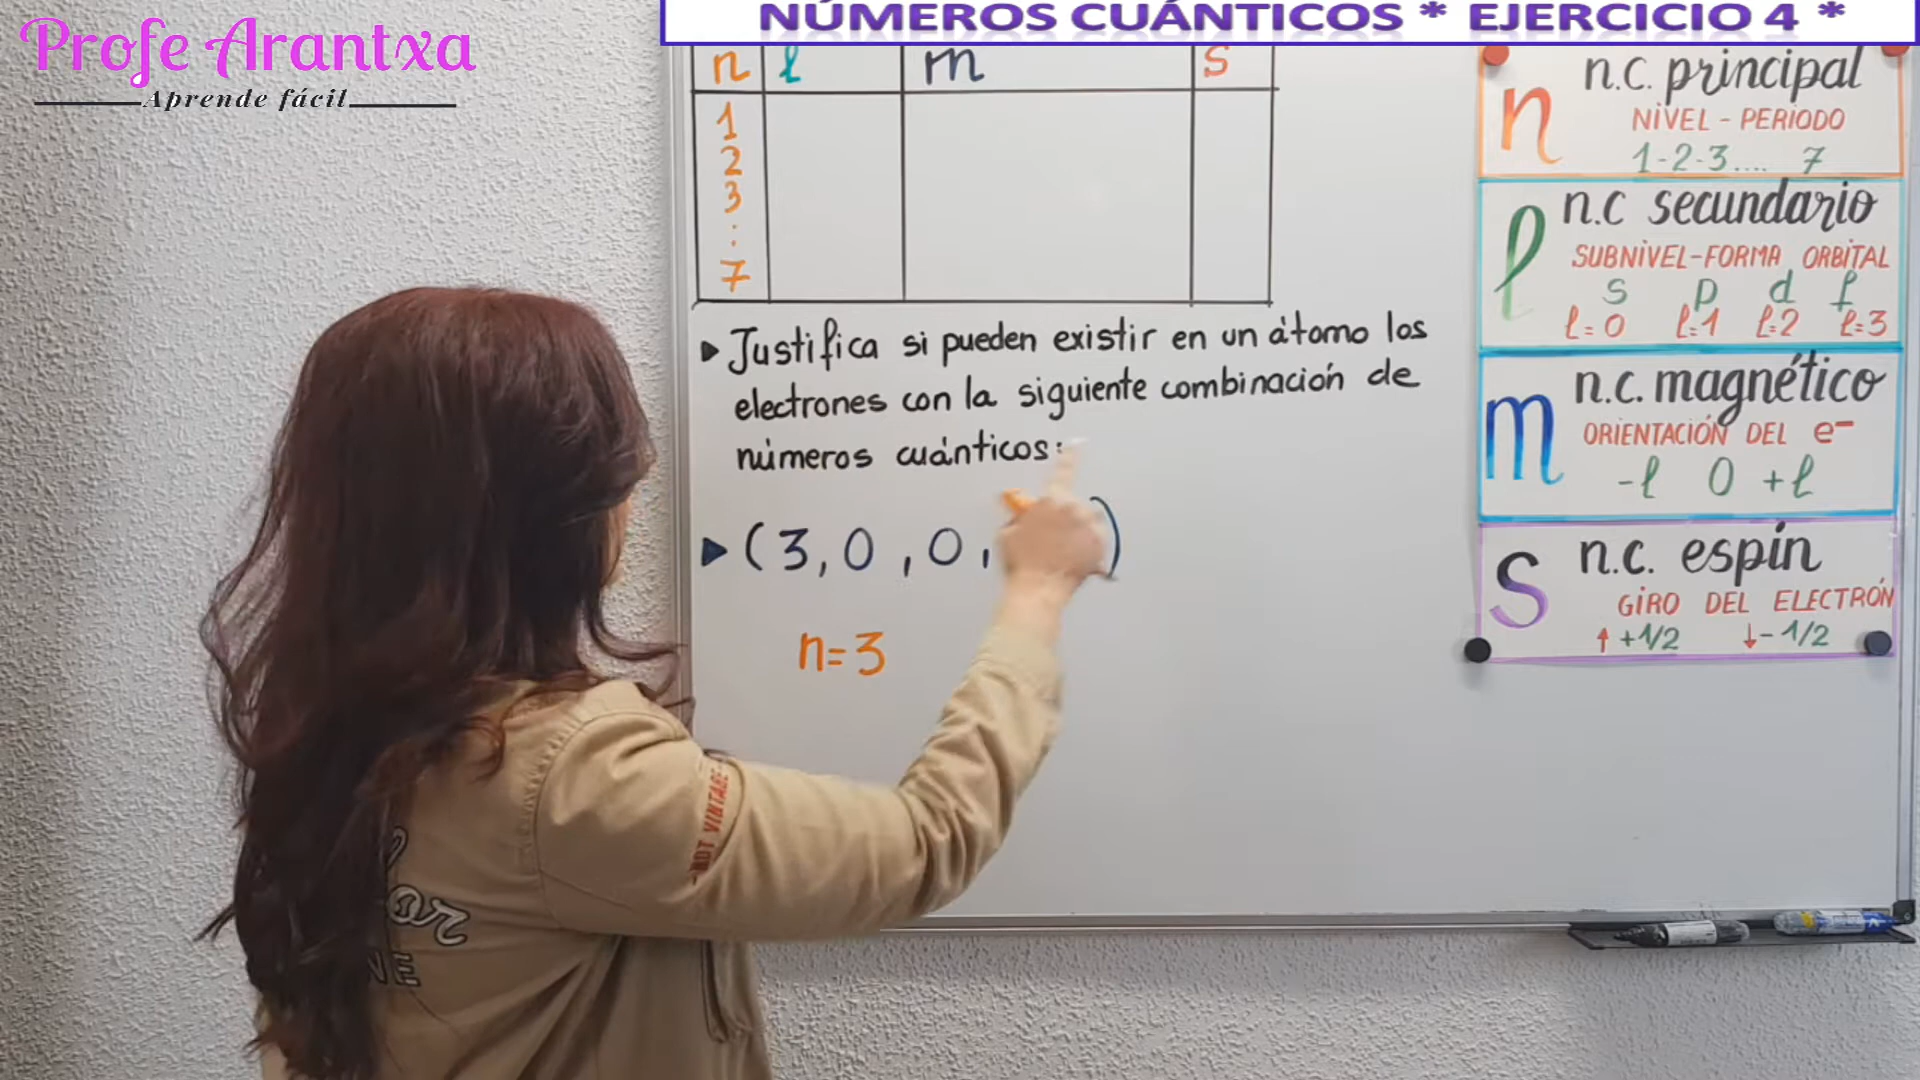 Profe Arantxa
Aprende fácil
NÚMEROS CUÁNTICOS * EJERCICIO 4 *
n l m s
1
2
3
:
7
▸ Justifica si pueden existir en un átomo los
electrones con la siguiente combinación de
números cuánticos:
▸ (3, 0 , 0 , )
n=3
n n.c. principal
NIVEL - PERIODO
1-2-3.... 7
l n.c secundario
SUBNIVEL-FORMA ORBITAL
s p d f
l=0 l=1 l=2 l=3
m n.c. magnético
ORIENTACIÓN DEL e-
-l 0 +l
S n.c. espín
GIRO DEL ELECTRÓN
↑+1/2 ↓-1/2
NOT VINTAGE